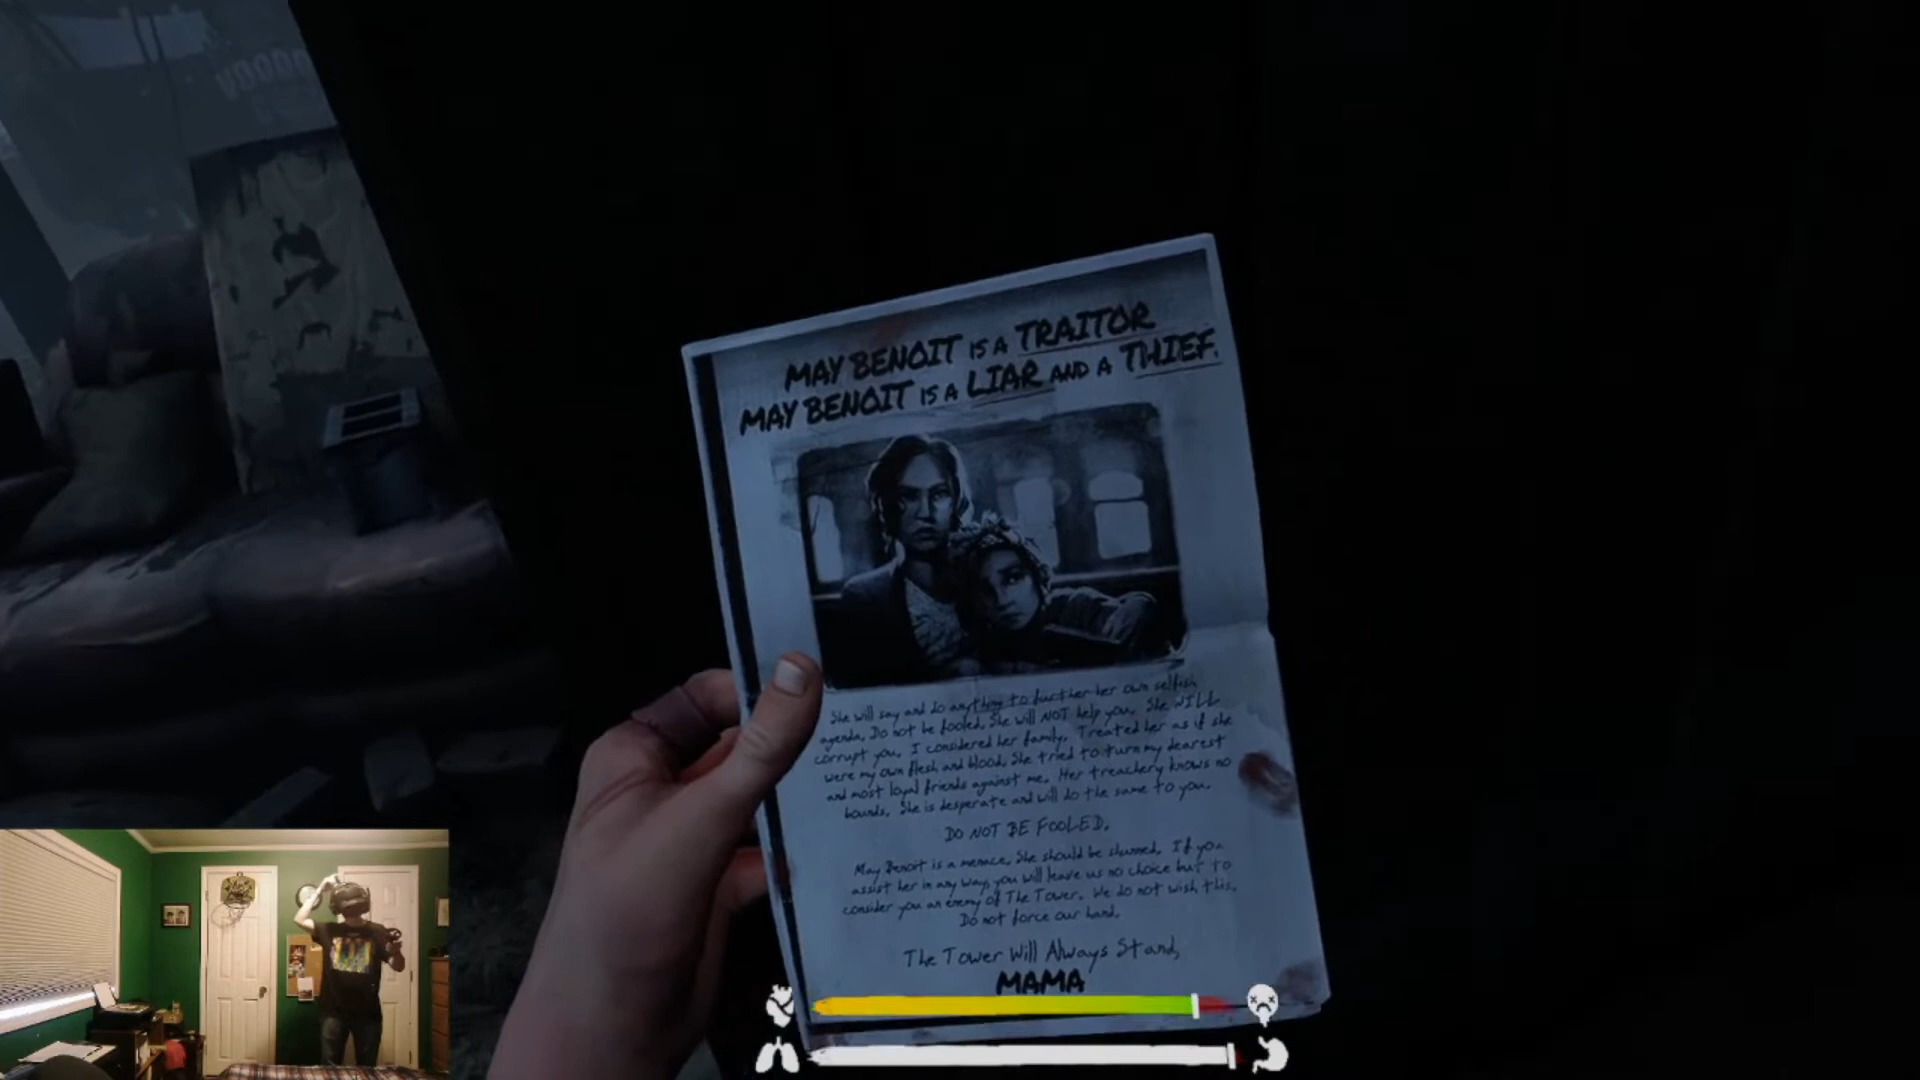 MAY BENOIT IS A TRAITOR
MAY BENOIT IS A LIAR AND A THIEF.
She will say and do anything to further her own selfish
agenda. Do not be fooled. She will NOT help you. She WILL
corrupt you. I considered her family. Treated her as if she
were my own flesh and blood. She tried to turn my dearest
and most loyal friends against me. Her treachery knows no
bounds. She is desperate and will do the same to you.
DO NOT BE FOOLED.
May Benoit is a menace. She should be shunned. If you
assist her in any way, you will leave us no choice but to
consider you an enemy of The Tower. We do not wish this.
Do not force our hand.
The Tower Will Always Stand,
MAMA